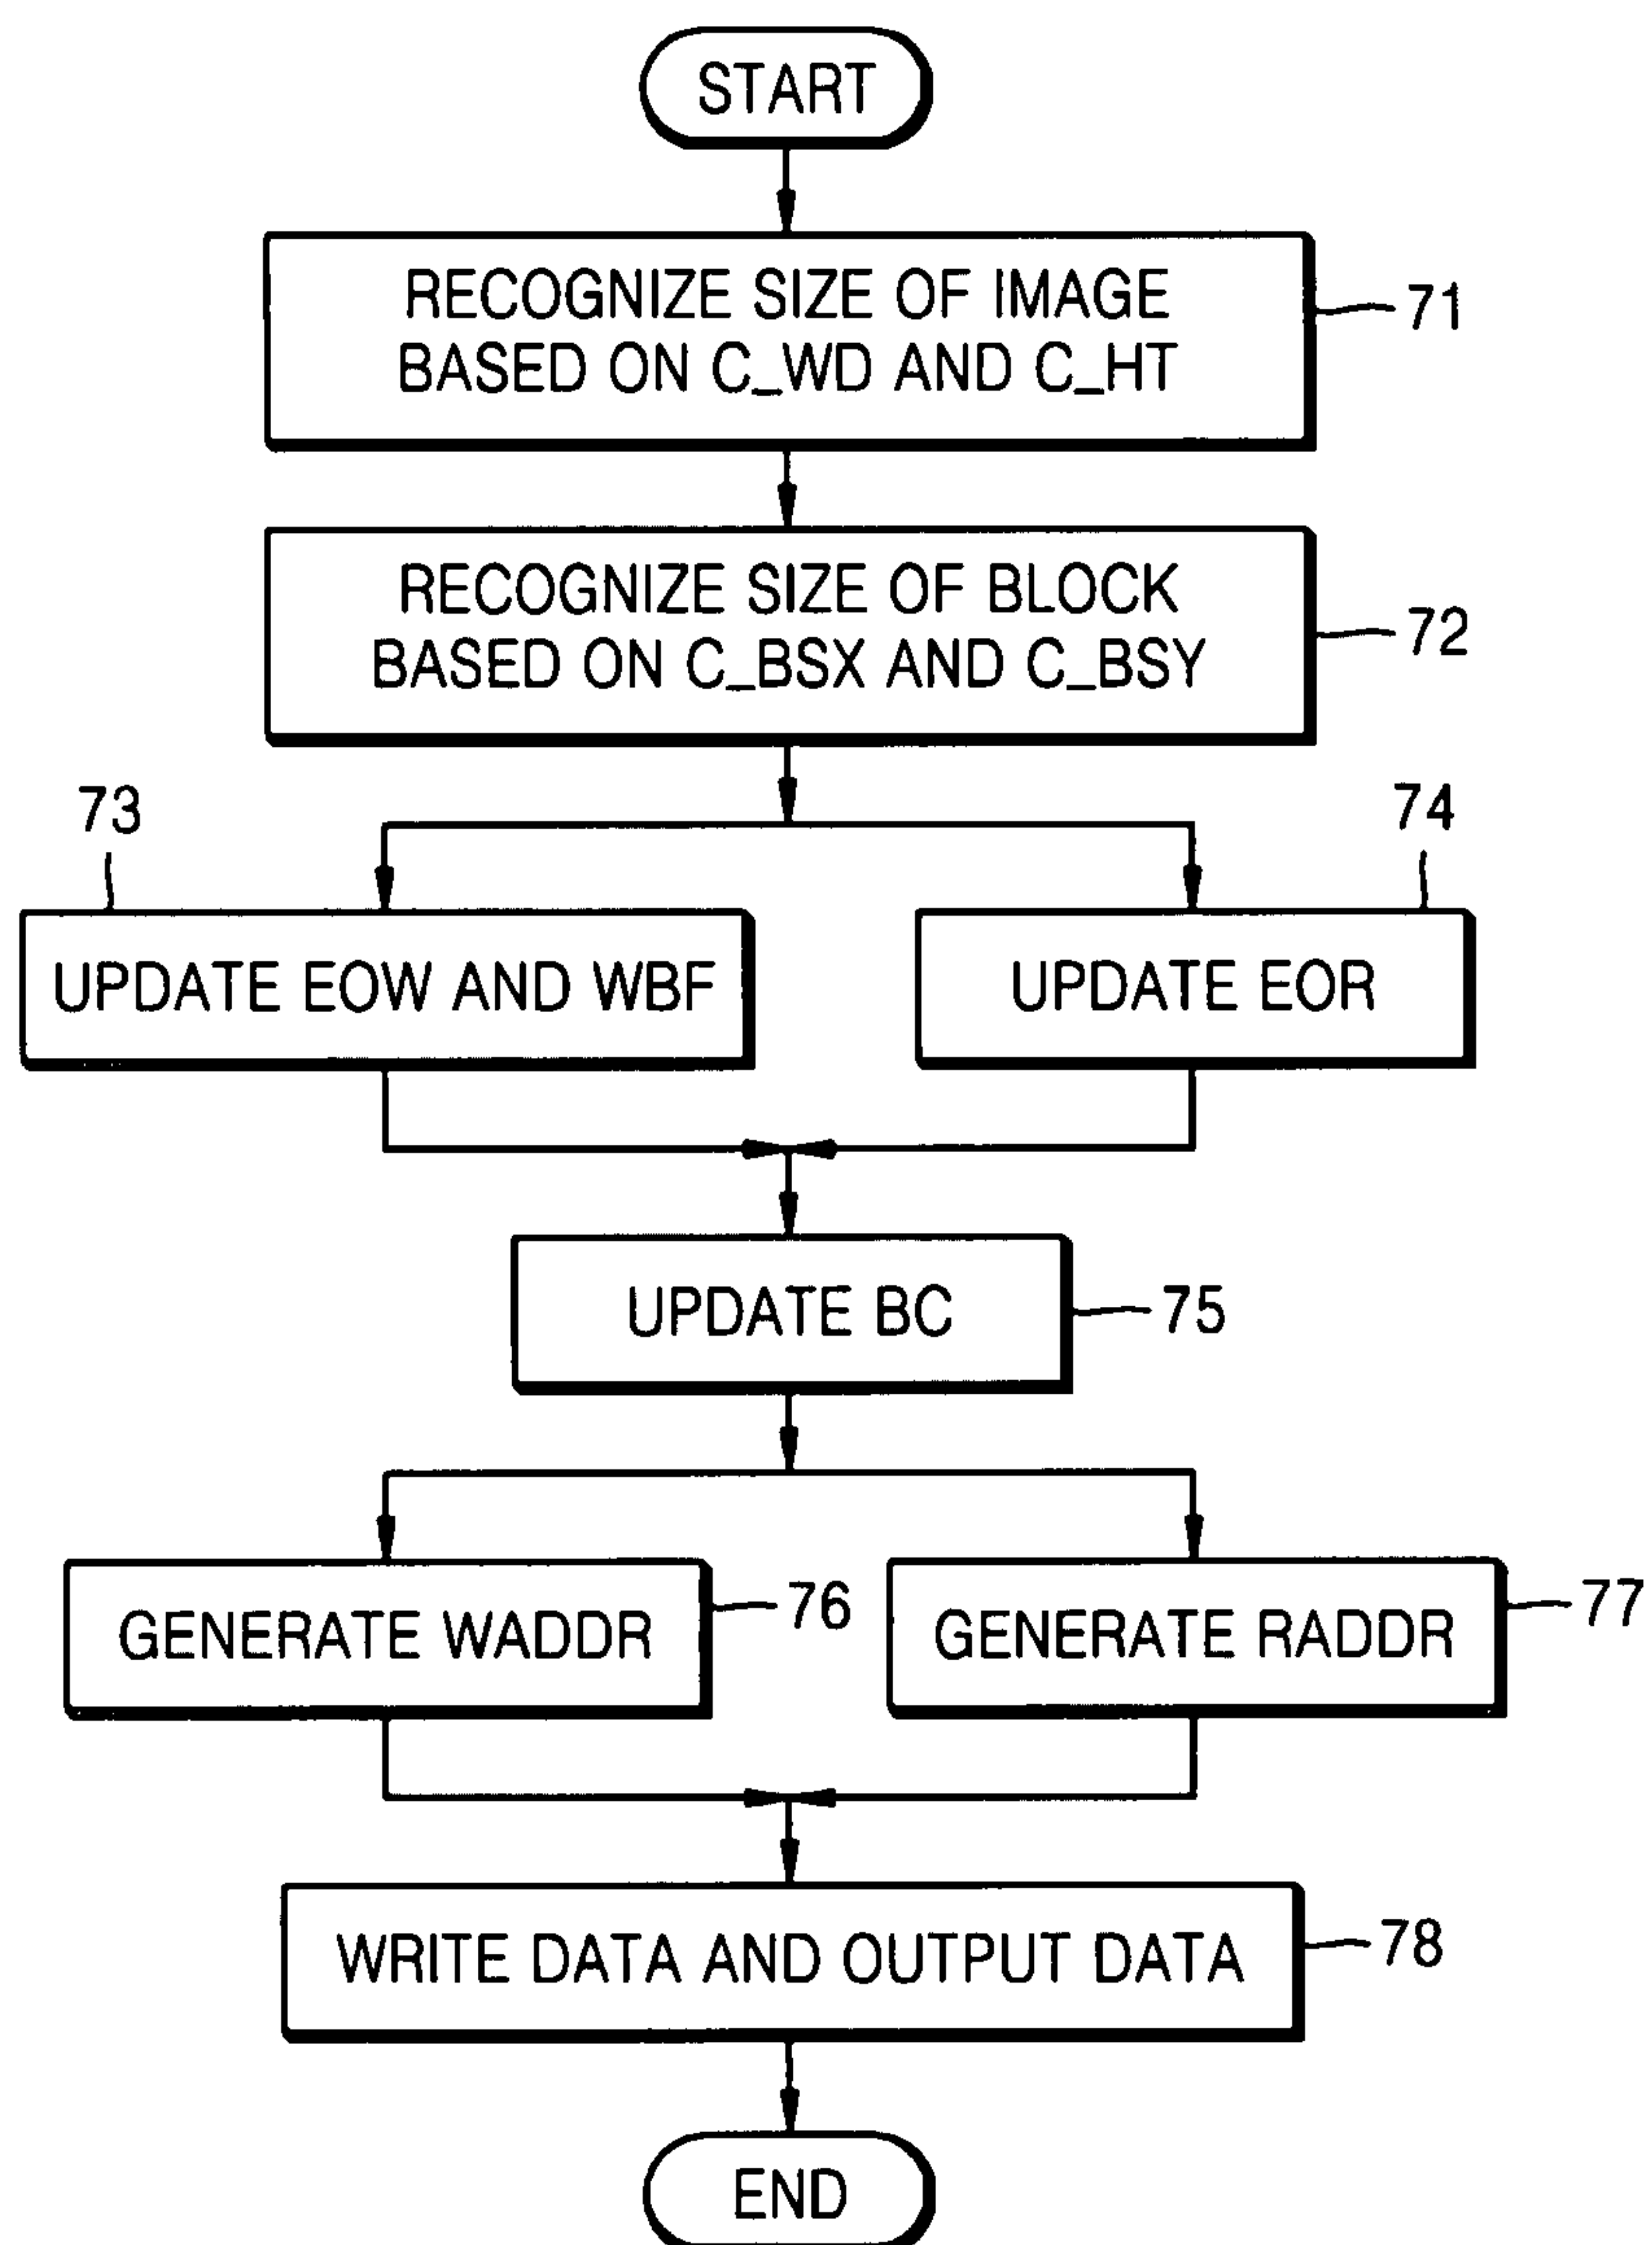 START
RECOGNIZE SIZE OF IMAGE
BASED ON C_WD AND C_HT
71
RECOGNIZE SIZE OF BLOCK
BASED ON C_BSX AND C_BSY
72
73
74
UPDATE EOW AND WBF
UPDATE EOR
UPDATE BC
75
GENERATE WADDR
76
GENERATE RADDR
77
WRITE DATA AND OUTPUT DATA
78
END